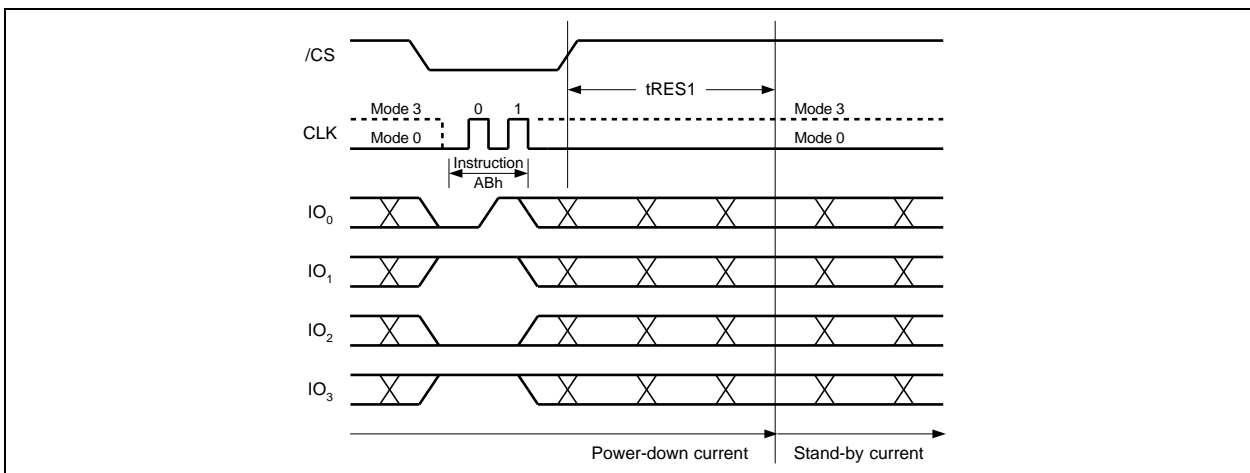 /CS
tRES1
Mode 3 0 1 Mode 3
CLK
Mode 0 Mode 0
Instruction
ABh
IO0
IO1
IO2
IO3
Power-down current Stand-by current